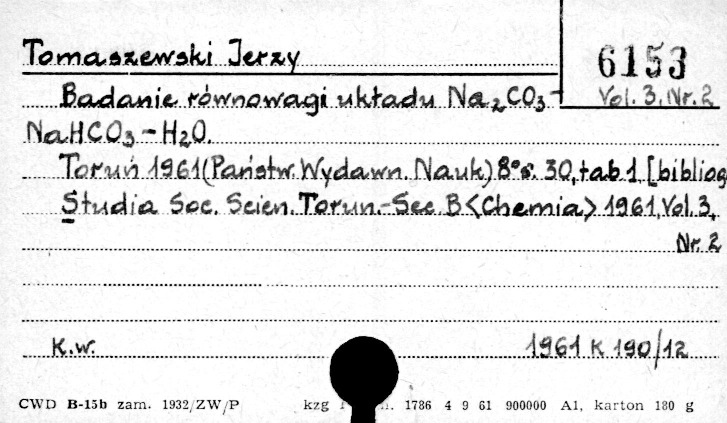 Tomaszewski Jerzy
6153
Vol. 3, Nr. 2
Badanie równowagi układu Na2CO3-
NaHCO3-H2O.
Toruń 1961(Państw. Wydawn. Nauk) 8° s. 30, tab 1 [bibliog
Studia Soc. Scien. Torun.-Sec. B <Chemia> 1961, Vol. 3,
Nr. 2
K.w.
1961 K 190/12
CWD B-15b zam. 1932/ZW/P
kzg 1786 4 9 61 900000 A1, karton 180 g